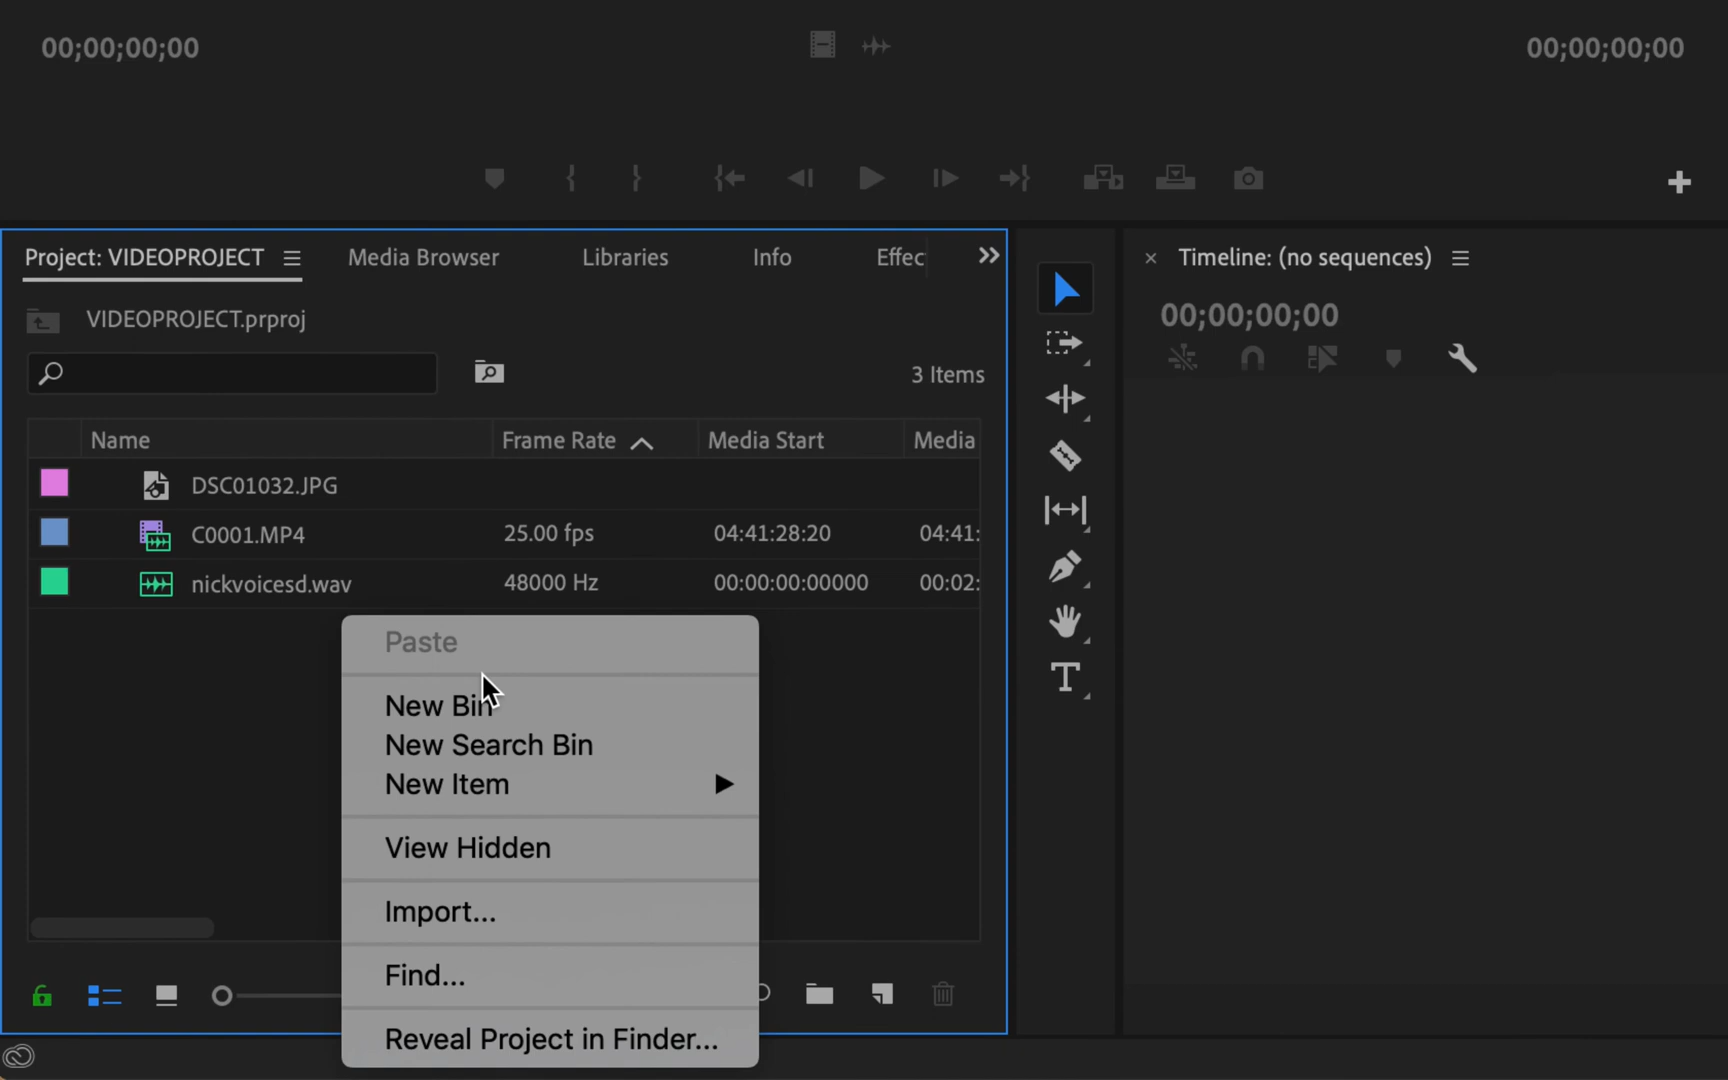 00;00;00;00
00;00;00;00
Project: VIDEOPROJECT
Media Browser
Libraries
Info
Effec
Timeline: (no sequences)
VIDEOPROJECT.prproj
00;00;00;00
3 Items
Name Frame Rate Media Start Media
DSC01032.JPG
C0001.MP4 25.00 fps 04:41:28:20 04:41:
nickvoicesd.wav 48000 Hz 00:00:00:00000 00:02:
Paste
New Bin
New Search Bin
New Item
View Hidden
Import...
Find...
Reveal Project in Finder...